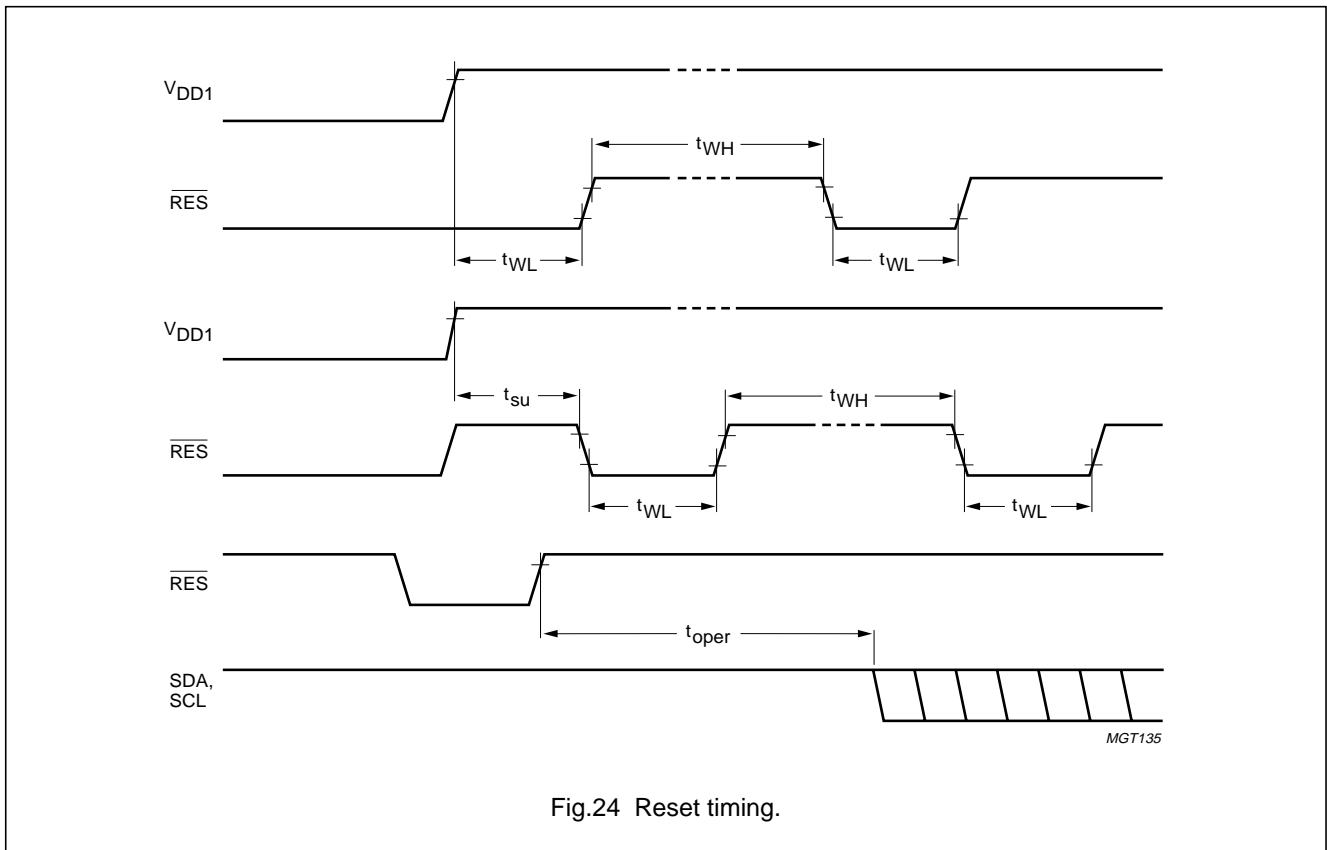 VDD1
tWH
RES
tWL tWL
VDD1
tsu tWH
RES
tWL tWL
RES
toper
SDA,
SCL
MGT135
Fig.24 Reset timing.